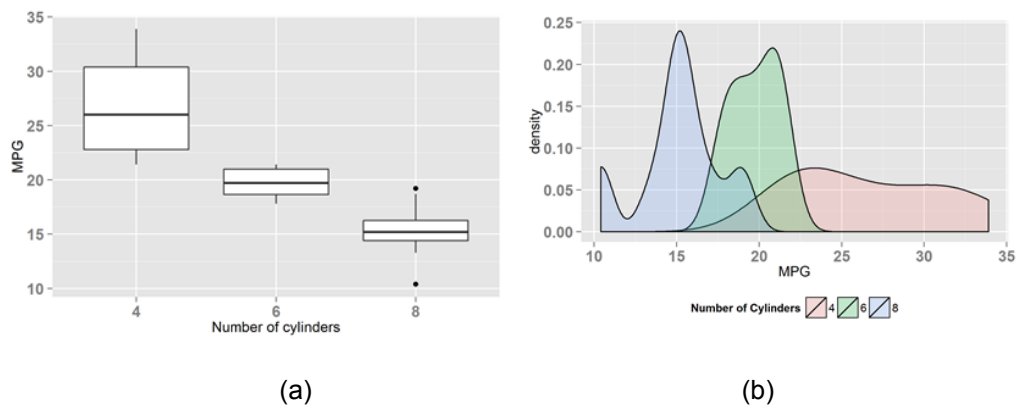 35
30
25
20
15
10
MPG
4 6 8
Number of cylinders
(a)
0.25
0.20
0.15
0.10
0.05
0.00
density
10 15 20 25 30 35
MPG
Number of Cylinders 4 6 8
(b)